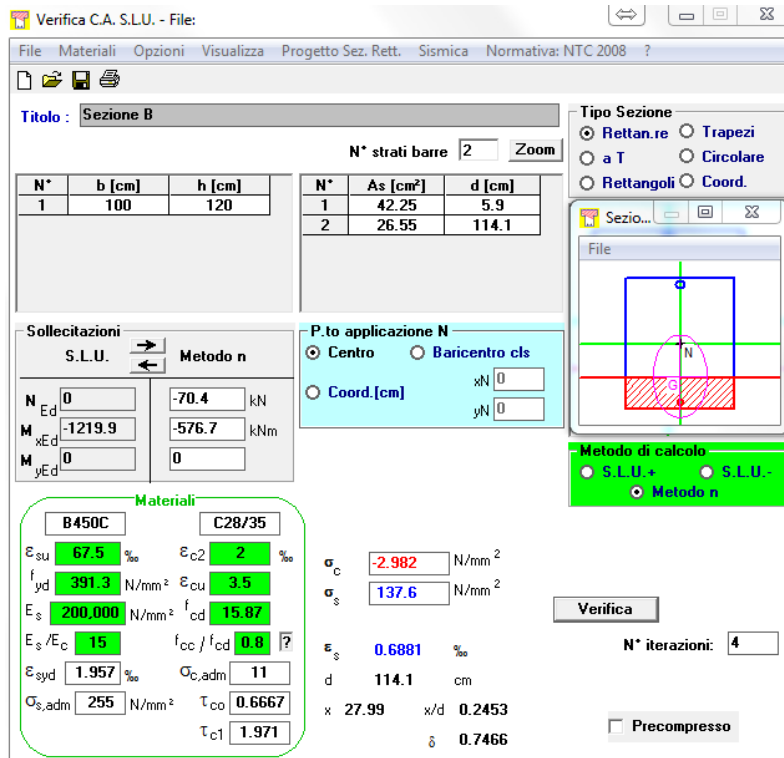 Verifica C.A. S.L.U. - File:
File Materiali Opzioni Visualizza Progetto Sez. Rett. Sismica Normativa: NTC 2008 ?
Titolo : Sezione B
N° strati barre 2 Zoom
N° b [cm] h [cm]
1 100 120
N° As [cm²] d [cm]
1 42.25 5.9
2 26.55 114.1
Tipo Sezione
Rettan.re Trapezi
a T Circolare
Rettangoli Coord.
Sezio...
File
N
G
Sollecitazioni
S.L.U. Metodo n
N Ed 0 -70.4 kN
M xEd -1219.9 -576.7 kNm
M yEd 0 0
P.to applicazione N
Centro Baricentro cls
Coord.[cm] xN 0
yN 0
Metodo di calcolo
S.L.U.+ S.L.U.-
Metodo n
Materiali
B450C C28/35
εsu 67.5 ‰ εc2 2 ‰
fyd 391.3 N/mm² εcu 3.5
Es 200,000 N/mm² fcd 15.87
Es/Ec 15 fcc / fcd 0.8 ?
εsyd 1.957 ‰ σc,adm 11
σs,adm 255 N/mm² τco 0.6667
τc1 1.971
σc -2.982 N/mm²
σs 137.6 N/mm²
εs 0.6881 ‰
d 114.1 cm
x 27.99 x/d 0.2453
δ 0.7466
Verifica
N° iterazioni: 4
Precompresso